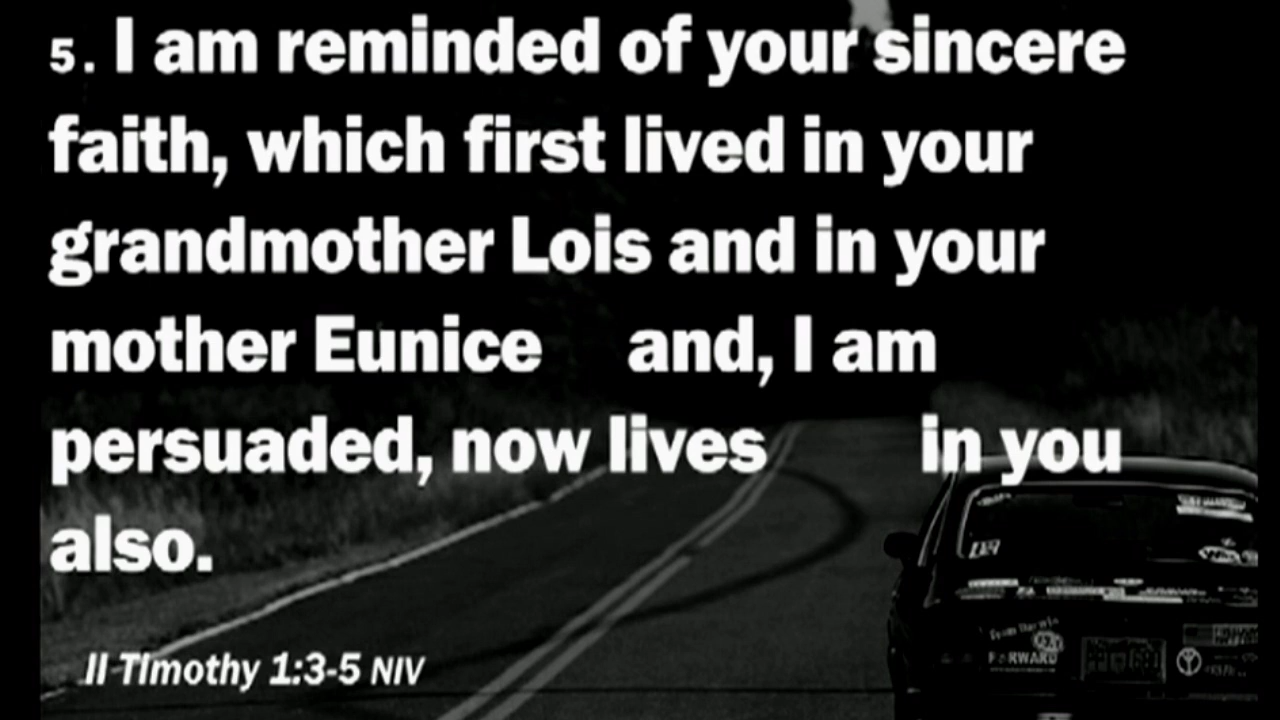 5. I am reminded of your sincere
faith, which first lived in your
grandmother Lois and in your
mother Eunice and, I am
persuaded, now lives in you
also.
II Timothy 1:3-5 NIV
FORWARD